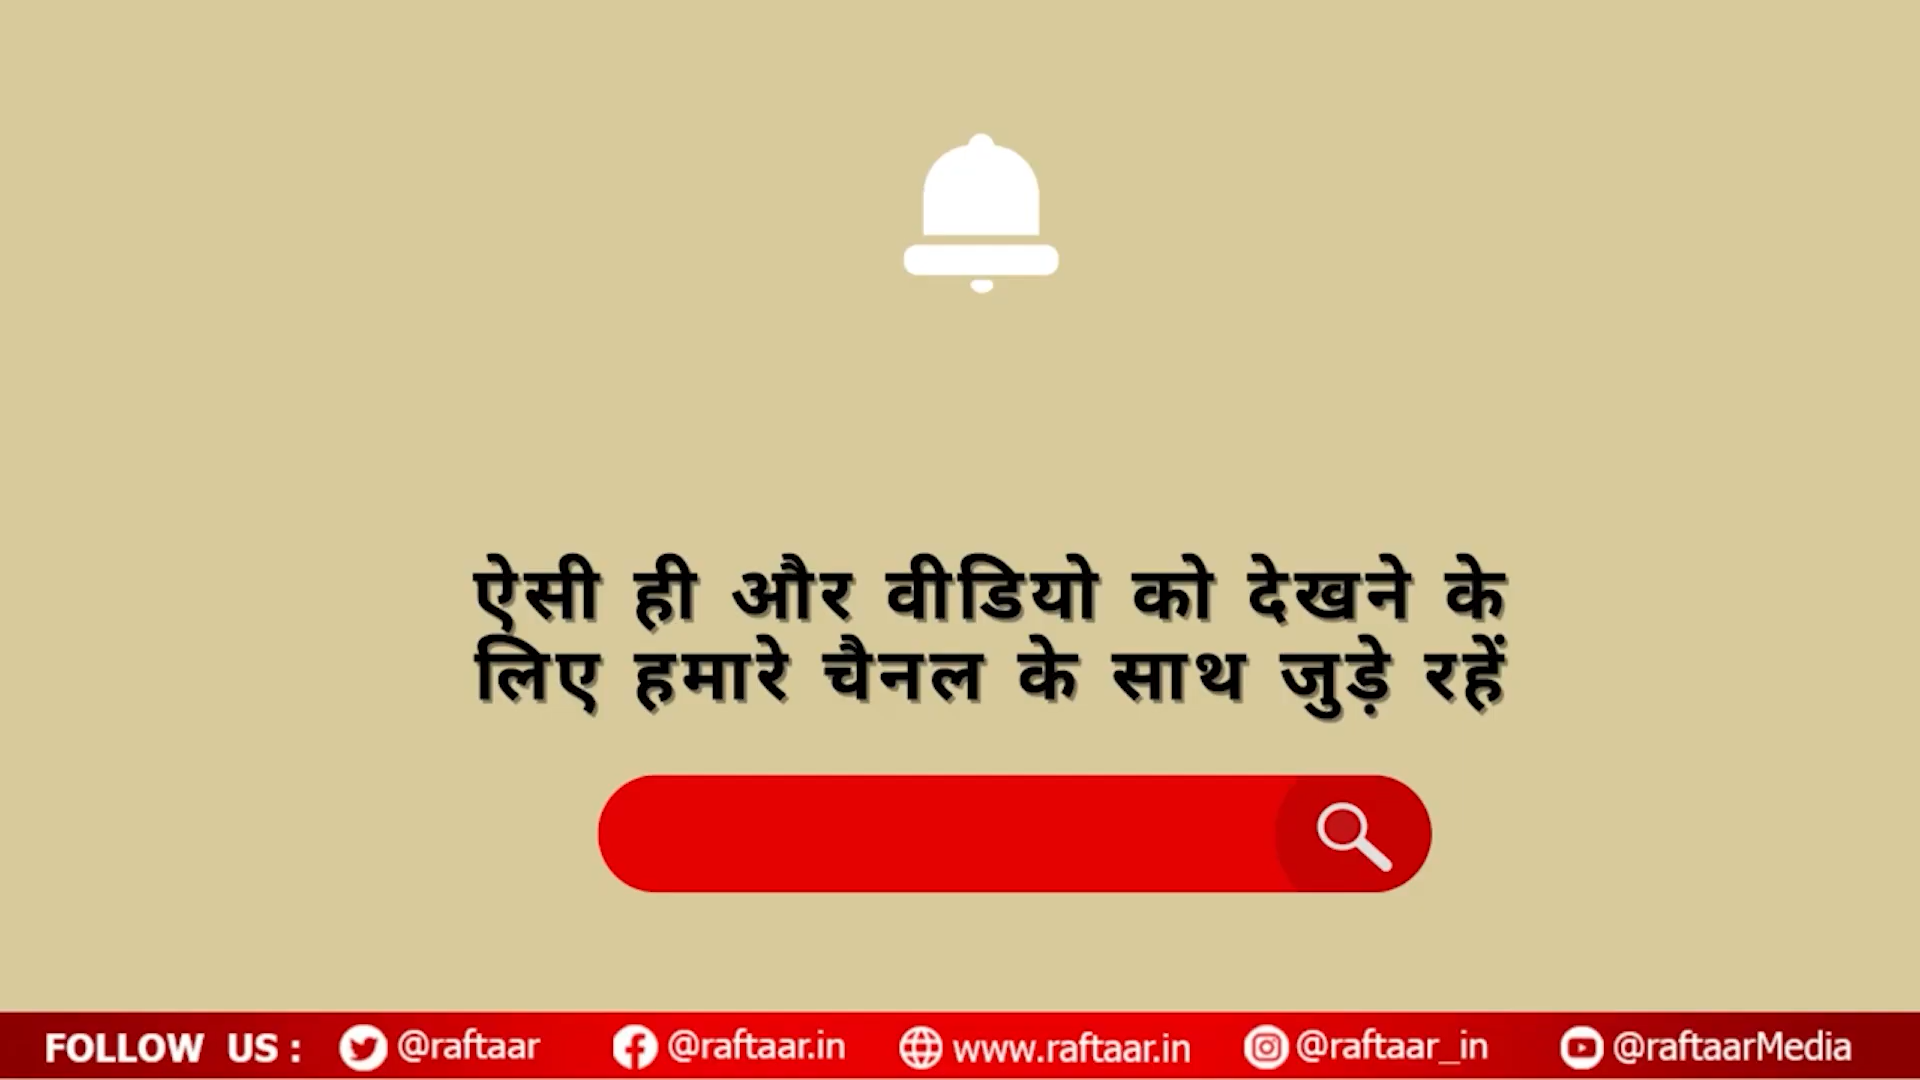 ऐसी ही और वीडियो को देखने के
लिए हमारे चैनल के साथ जुड़े रहें
FOLLOW US : @raftaar @raftaar.in www.raftaar.in @raftaar_in @raftaarMedia